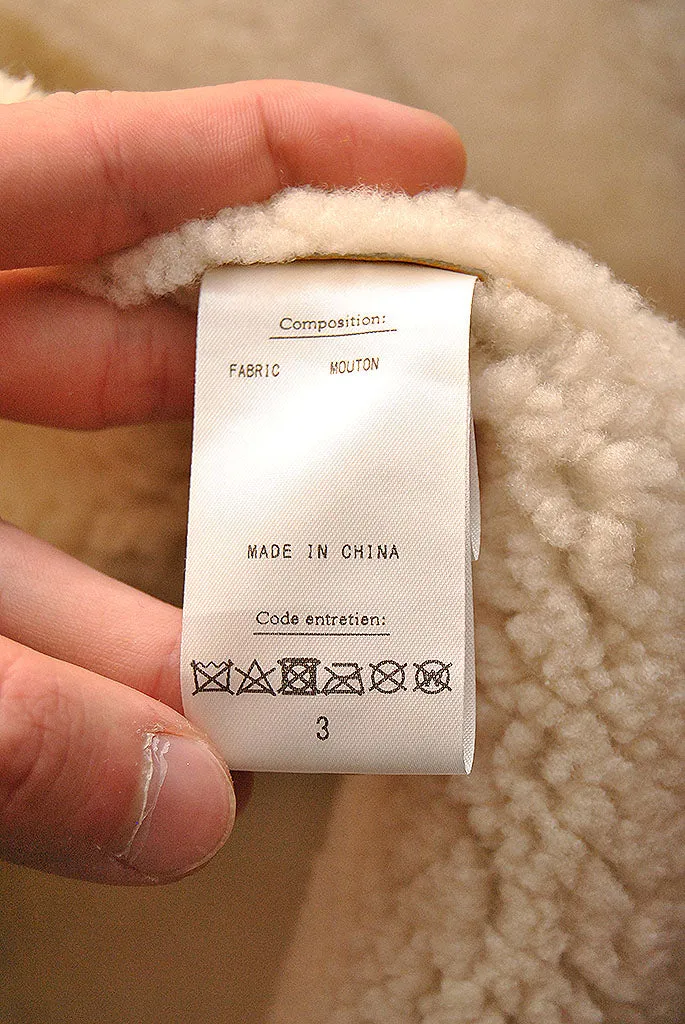 Composition:
FABRIC MOUTON
MADE IN CHINA
Code entretien:
W
3